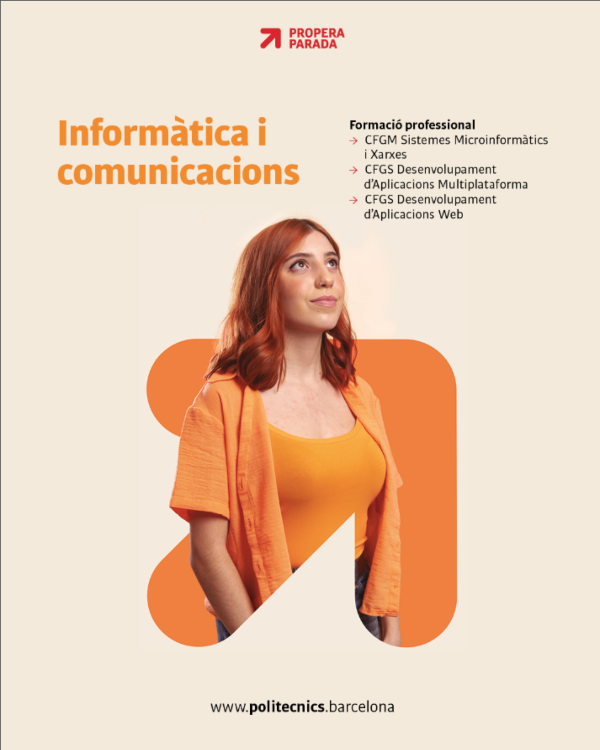 PROPERA
PARADA
Informàtica i
comunicacions
Formació professional
→ CFGM Sistemes Microinformàtics
i Xarxes
→ CFGS Desenvolupament
d'Aplicacions Multiplataforma
→ CFGS Desenvolupament
d'Aplicacions Web
www.politecnics.barcelona